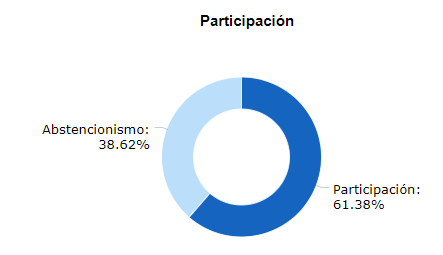 Participación
Abstencionismo:
38.62%
Participación:
61.38%